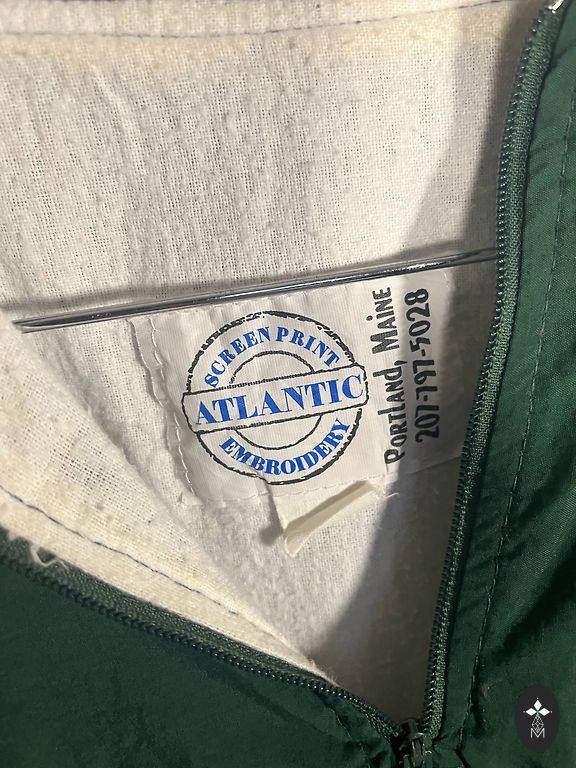 SCREEN PRINT
ATLANTIC
EMBROIDERY
PORTLAND, MAINE
207-797-5028
M